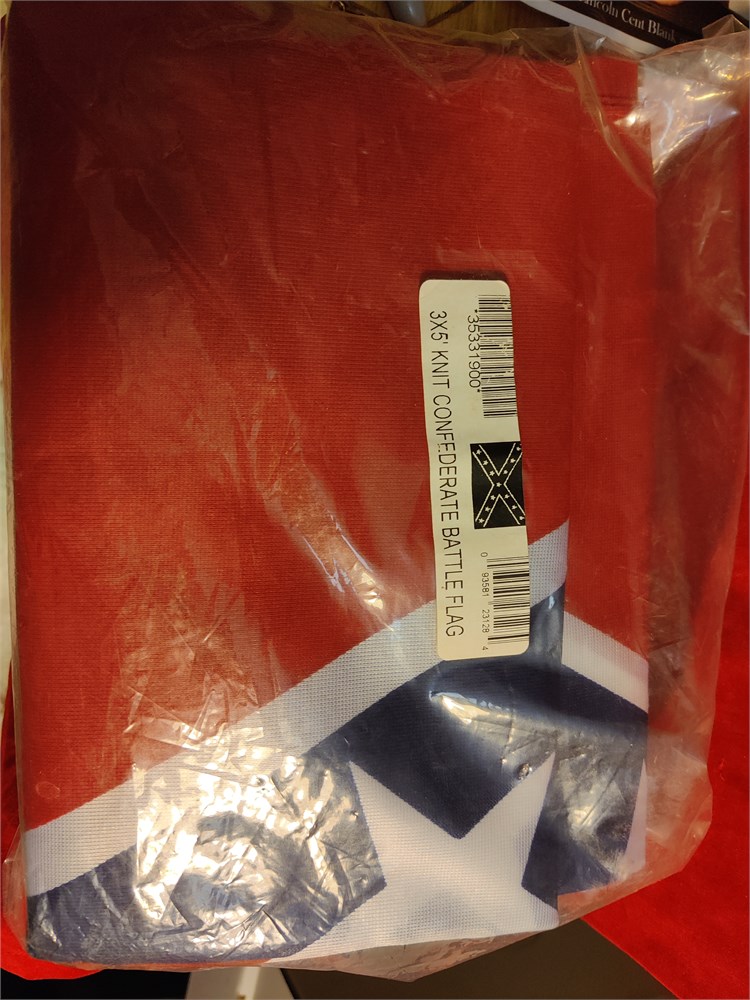 Lincoln Cent Blank
*35331900*
3X5' KNIT CONFEDERATE BATTLE FLAG
0 93581 23128 4